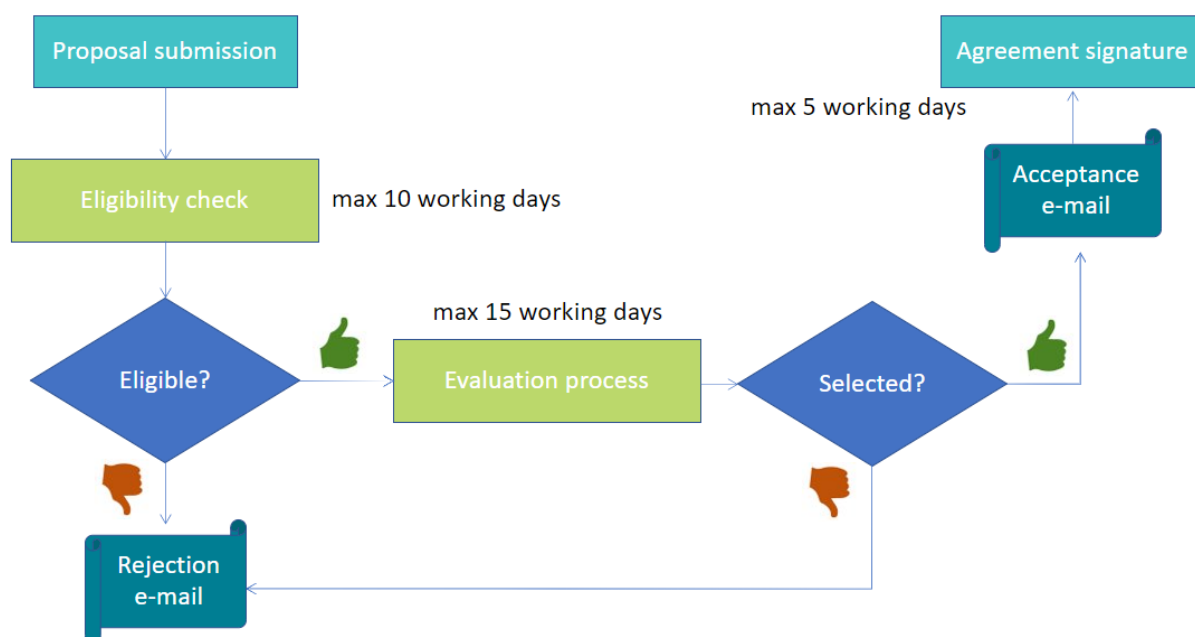 Proposal submission
Agreement signature
max 5 working days
Eligibility check
max 10 working days
Acceptance
e-mail
max 15 working days
Eligible?
Evaluation process
Selected?
Rejection
e-mail